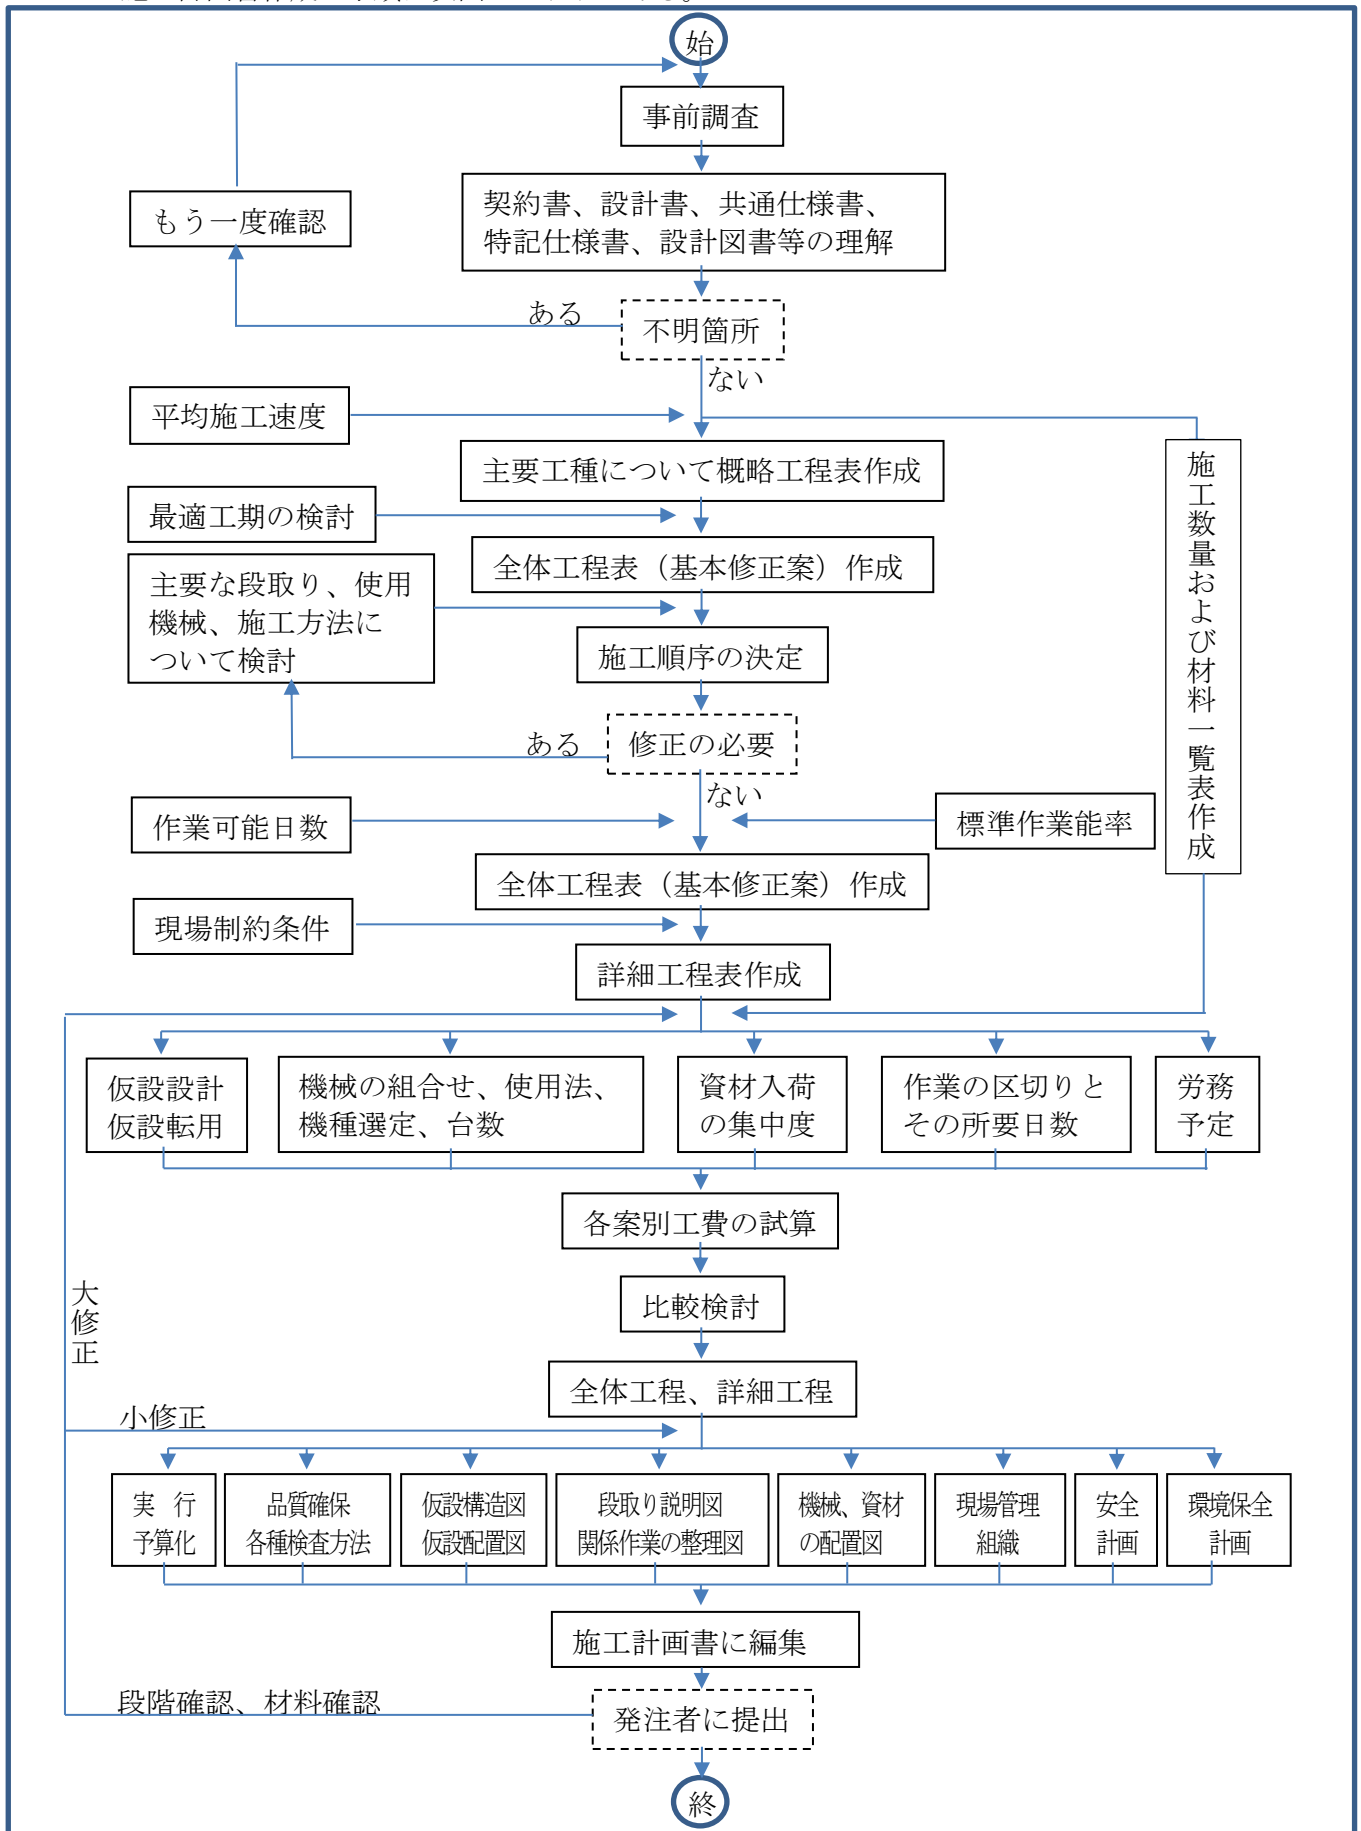 始
事前調査
契約書、設計書、共通仕様書、
特記仕様書、設計図書等の理解
もう一度確認
ある
不明箇所
ない
平均施工速度
主要工種について概略工程表作成
施工数量および材料一覧表作成
最適工期の検討
全体工程表（基本修正案）作成
主要な段取り、使用
機械、施工方法に
ついて検討
施工順序の決定
ある
修正の必要
ない
作業可能日数
標準作業能率
全体工程表（基本修正案）作成
現場制約条件
詳細工程表作成
仮設設計
仮設転用
機械の組合せ、使用法、
機種選定、台数
資材入荷
の集中度
作業の区切りと
その所要日数
労務
予定
各案別工費の試算
比較検討
大修正
全体工程、詳細工程
小修正
実　行
予算化
品質確保
各種検査方法
仮設構造図
仮設配置図
段取り説明図
関係作業の整理図
機械、資材
の配置図
現場管理
組織
安全
計画
環境保全
計画
施工計画書に編集
段階確認、材料確認
発注者に提出
終